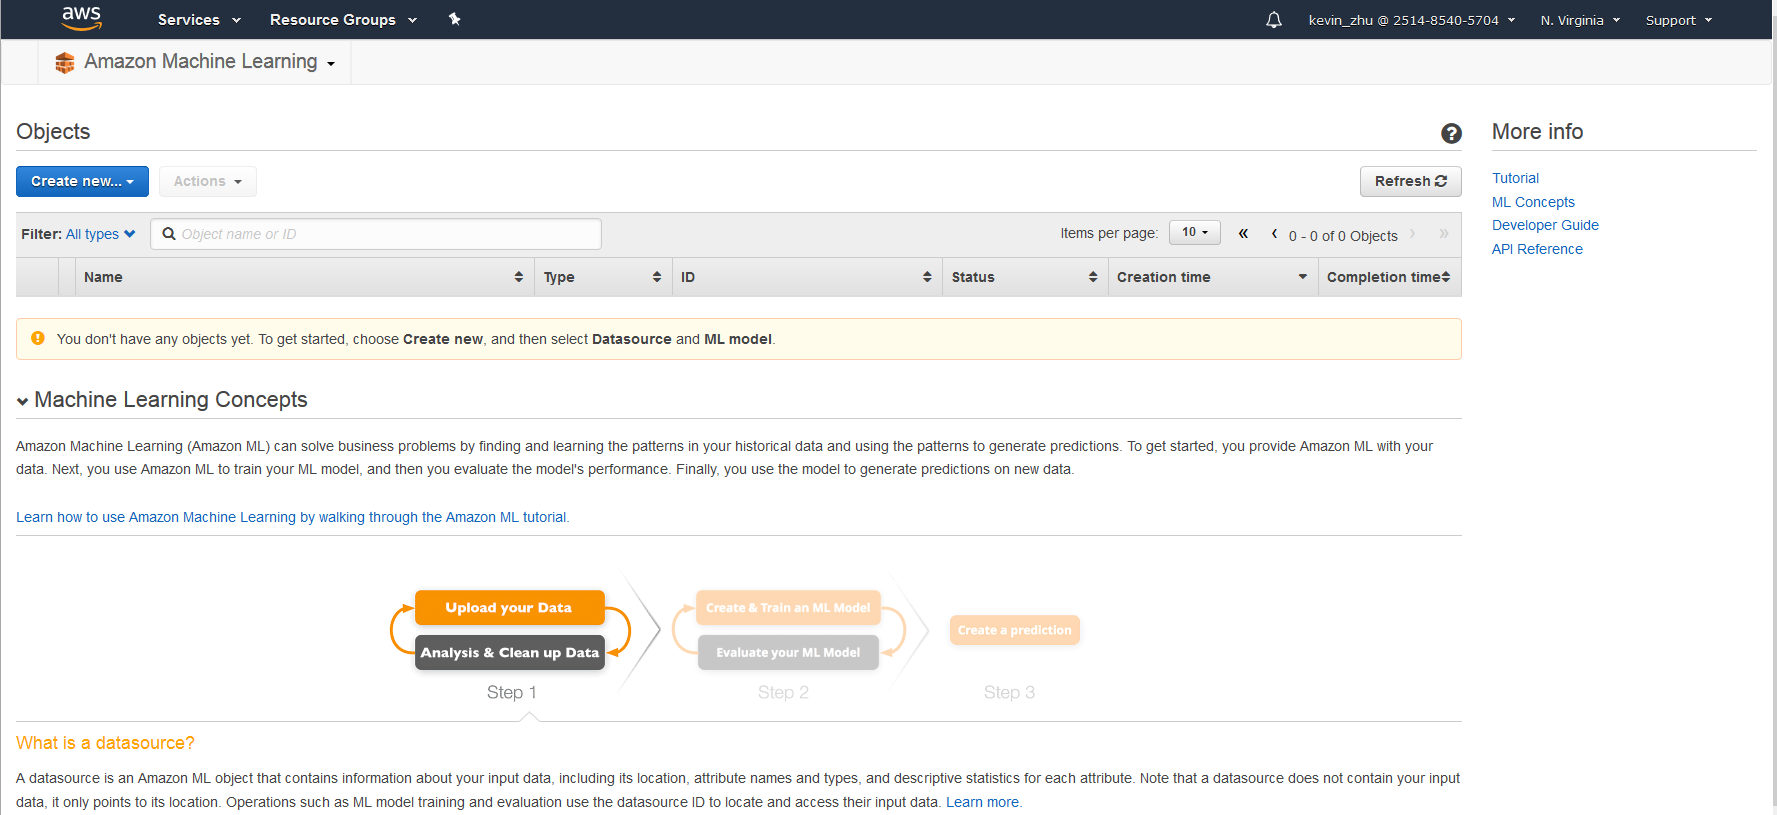 aws Services Resource Groups kevin_zhu @ 2514-8540-5704 N. Virginia Support
Amazon Machine Learning
Objects
More info
Create new... Actions Refresh
Tutorial
ML Concepts
Developer Guide
API Reference
Filter: All types Object name or ID Items per page: 10 « ‹ 0 - 0 of 0 Objects › »
Name Type ID Status Creation time Completion time
You don't have any objects yet. To get started, choose Create new, and then select Datasource and ML model.
Machine Learning Concepts
Amazon Machine Learning (Amazon ML) can solve business problems by finding and learning the patterns in your historical data and using the patterns to generate predictions. To get started, you provide Amazon ML with your
data. Next, you use Amazon ML to train your ML model, and then you evaluate the model's performance. Finally, you use the model to generate predictions on new data.
Learn how to use Amazon Machine Learning by walking through the Amazon ML tutorial.
Upload your Data
Analysis & Clean up Data
Step 1
Create & Train an ML Model
Evaluate your ML Model
Step 2
Create a prediction
Step 3
What is a datasource?
A datasource is an Amazon ML object that contains information about your input data, including its location, attribute names and types, and descriptive statistics for each attribute. Note that a datasource does not contain your input
data, it only points to its location. Operations such as ML model training and evaluation use the datasource ID to locate and access their input data. Learn more.